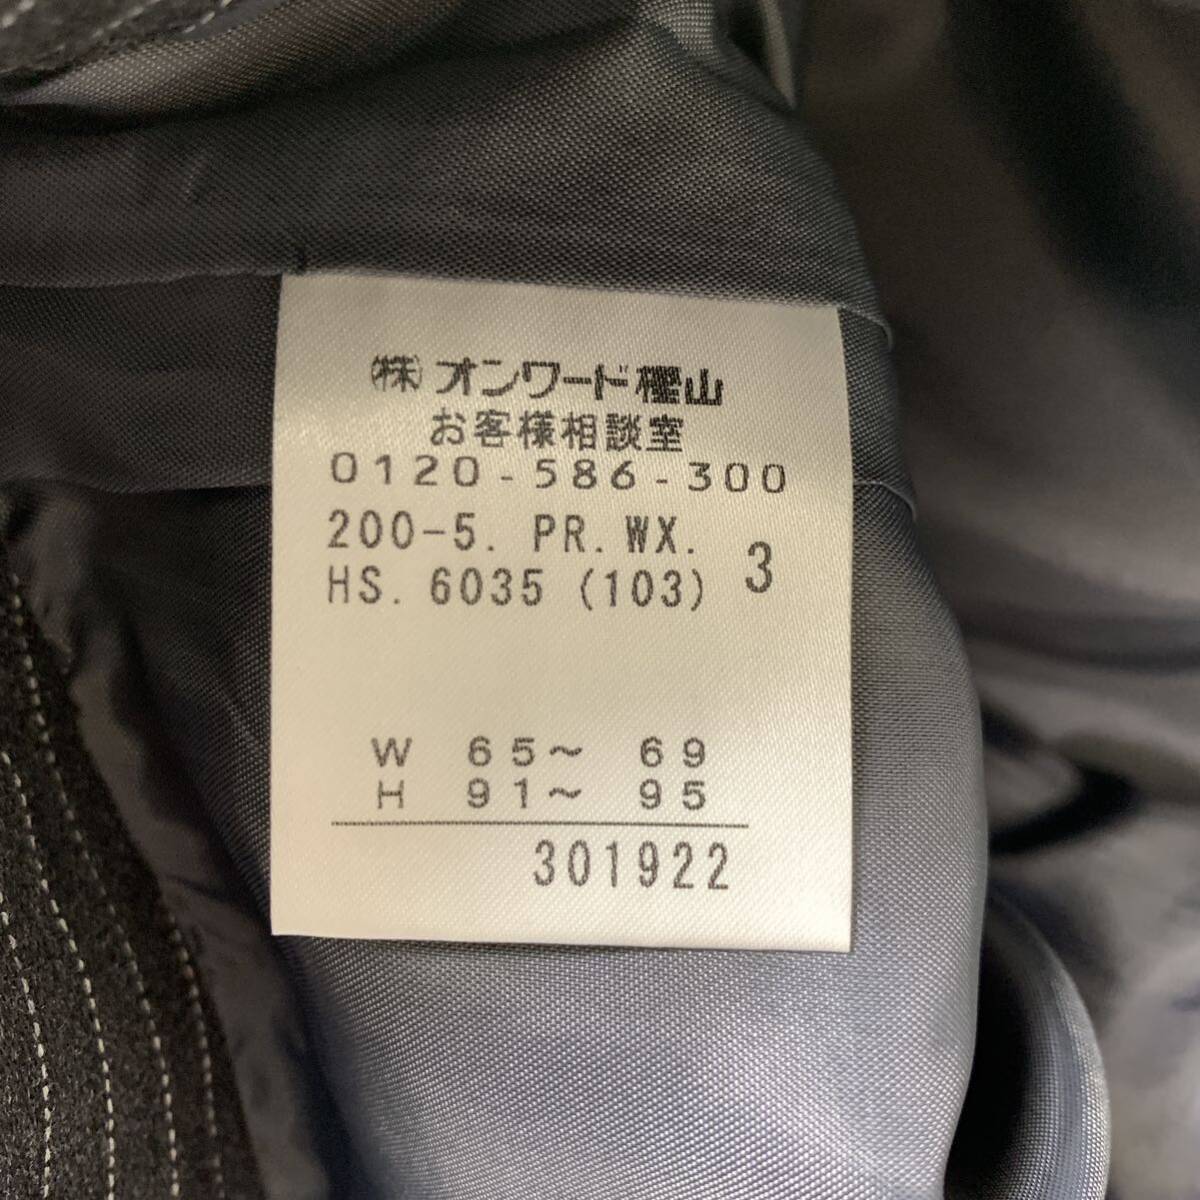 ㈱オンワード樫山
お客様相談室
0120-586-300
200-5. PR. WX.
HS. 6035 (103) 3
W 65～ 69
H 91～ 95
301922